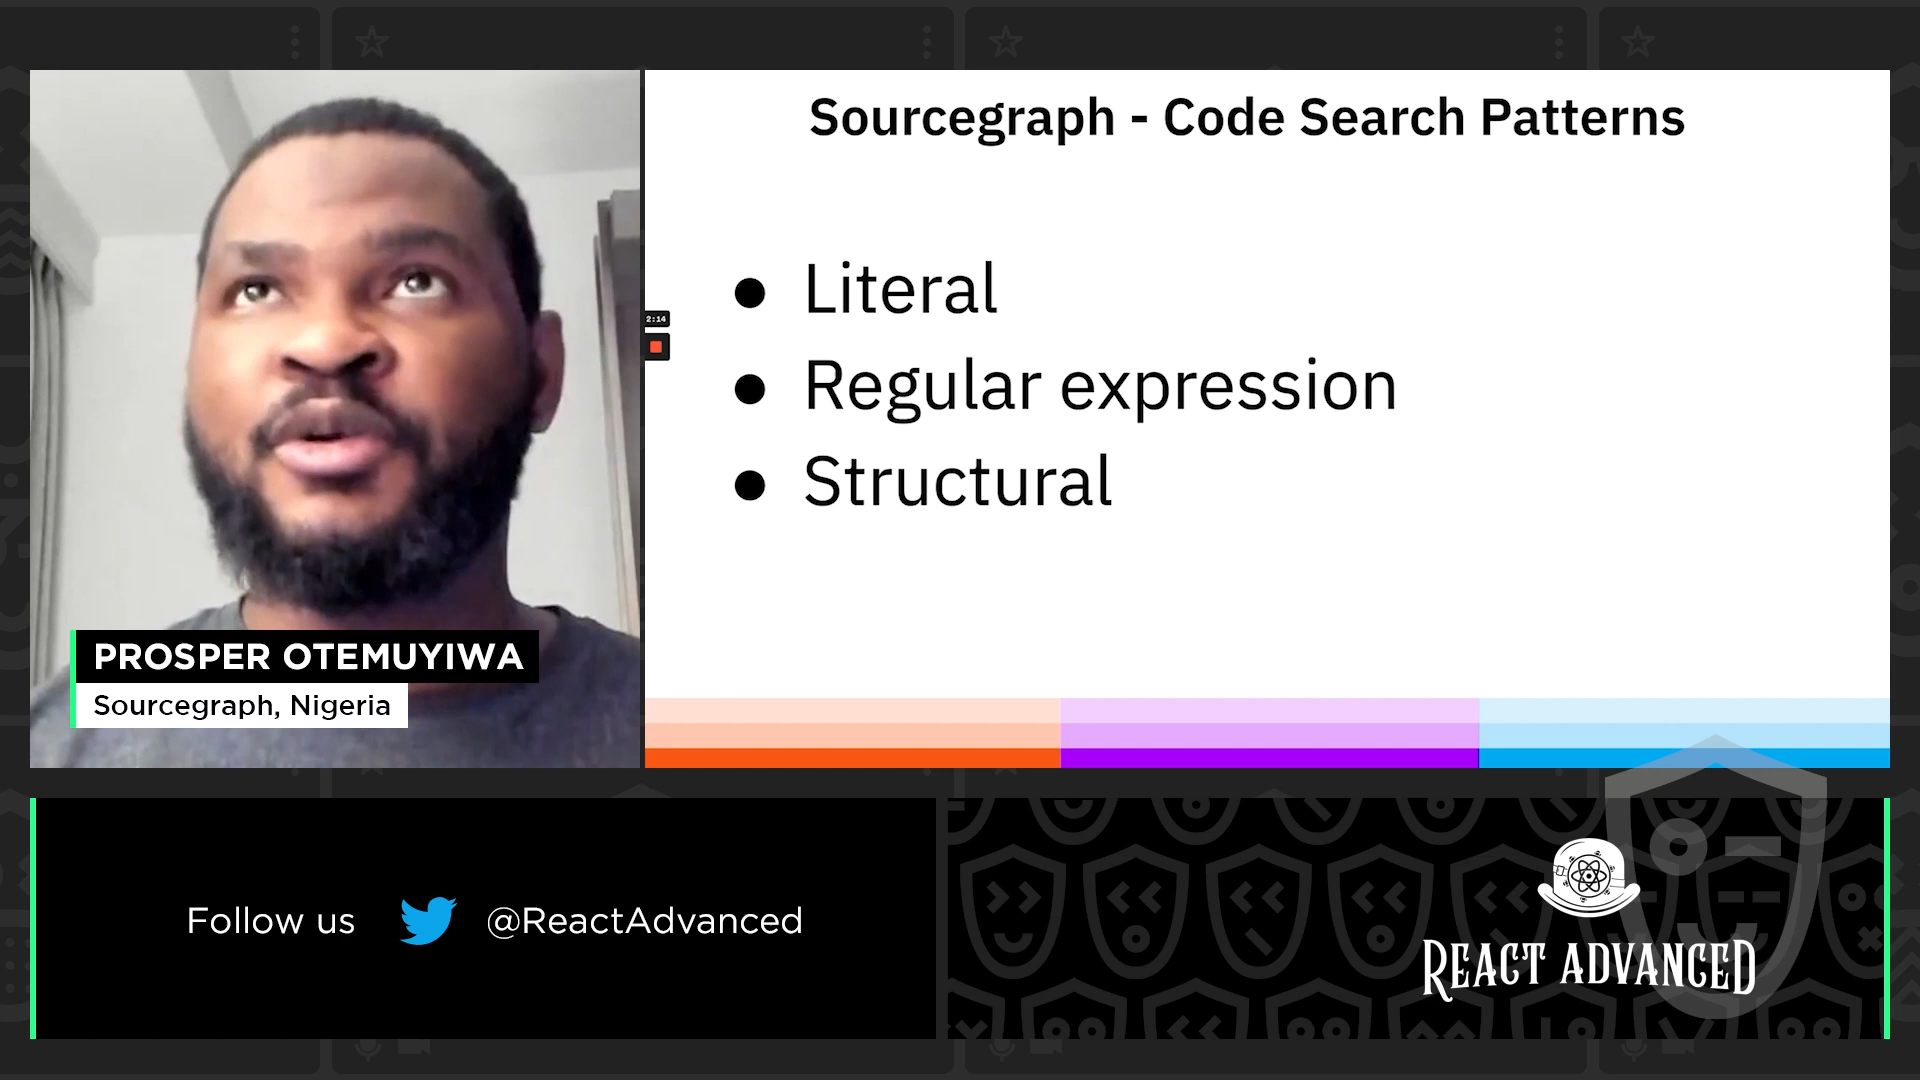 Sourcegraph - Code Search Patterns
● Literal
● Regular expression
● Structural
2:14
PROSPER OTEMUYIWA
Sourcegraph, Nigeria
Follow us @ReactAdvanced
REACT ADVANCED